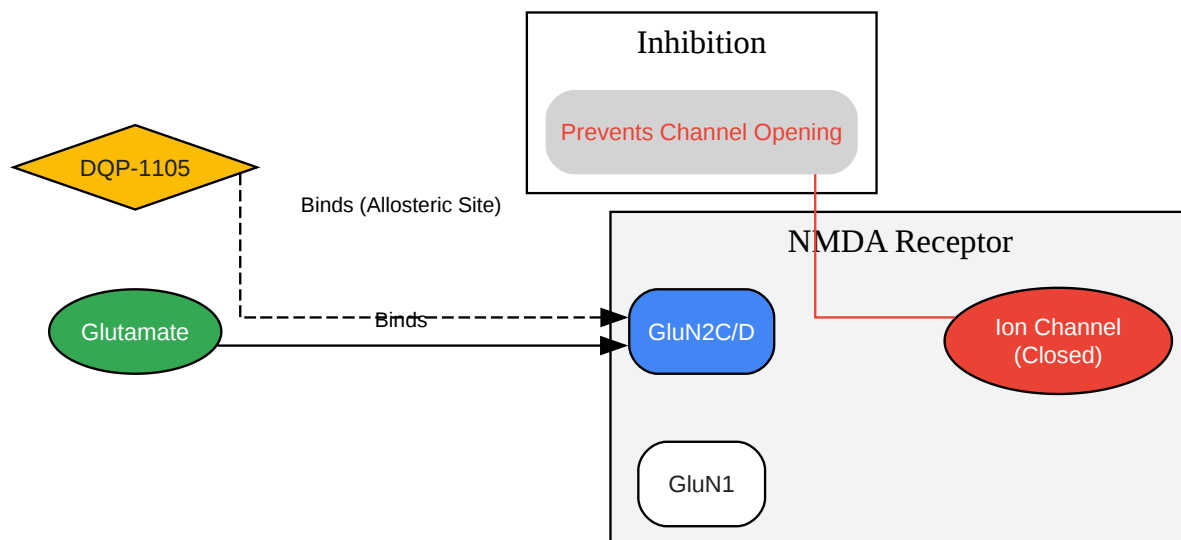 Inhibition
Prevents Channel Opening
DQP-1105
Binds (Allosteric Site)
NMDA Receptor
Glutamate
Binds
GluN2C/D
Ion Channel
(Closed)
GluN1